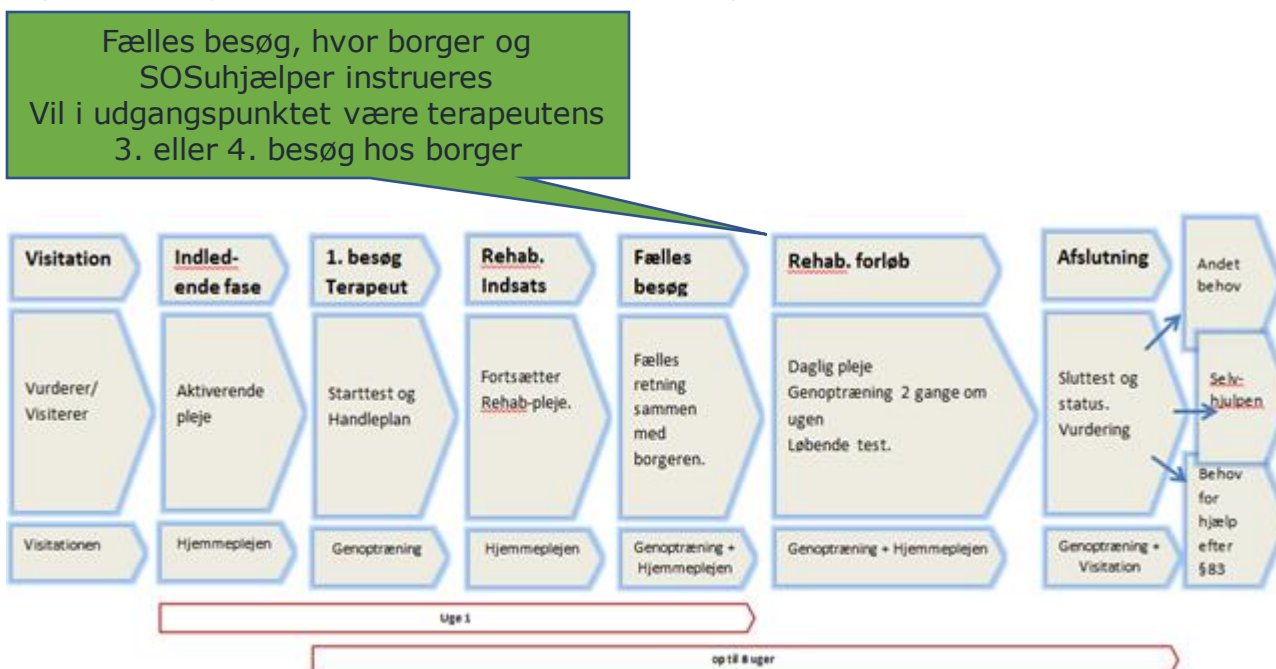 Fælles besøg, hvor borger og
SOSuhjælper instrueres
Vil i udgangspunktet være terapeutens
3. eller 4. besøg hos borger
Visitation
Indled-
ende fase
1. besøg
Terapeut
Rehab.
Indsats
Fælles
besøg
Rehab. forløb
Afslutning
Andet
behov
Vurderer/
Visiterer
Aktiverende
pleje
Starttest og
Handleplan
Fortsætter
Rehab-pleje.
Fælles
retning
sammen
med
borgeren.
Daglig pleje
Genoptræning 2 gange om
ugen
Løbende test.
Sluttest og
status.
Vurdering
Selv-
hjulpen
Behov
for
hjælp
efter
§83
Visitationen
Hjemmeplejen
Genoptræning
Hjemmeplejen
Genoptræning +
Hjemmeplejen
Genoptræning + Hjemmeplejen
Genoptræning +
Visitation
Uge 1
op til 8 uger